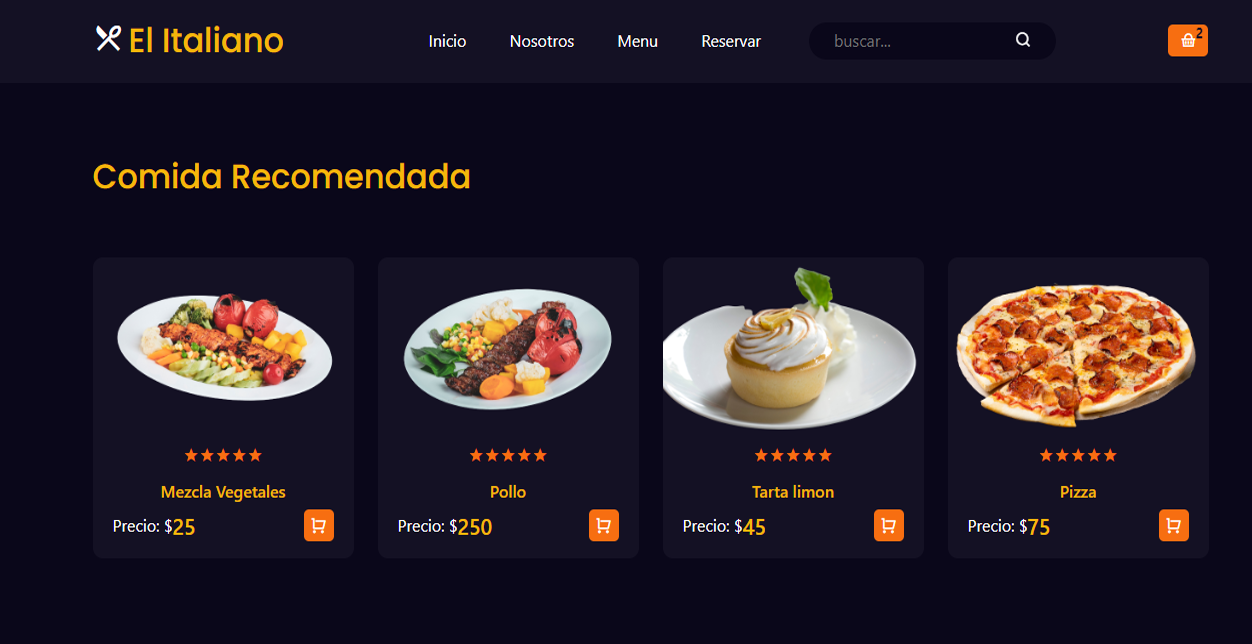 El Italiano
Inicio Nosotros Menu Reservar buscar... 2
Comida Recomendada
Mezcla Vegetales Pollo Tarta limon Pizza
Precio: $25 Precio: $250 Precio: $45 Precio: $75